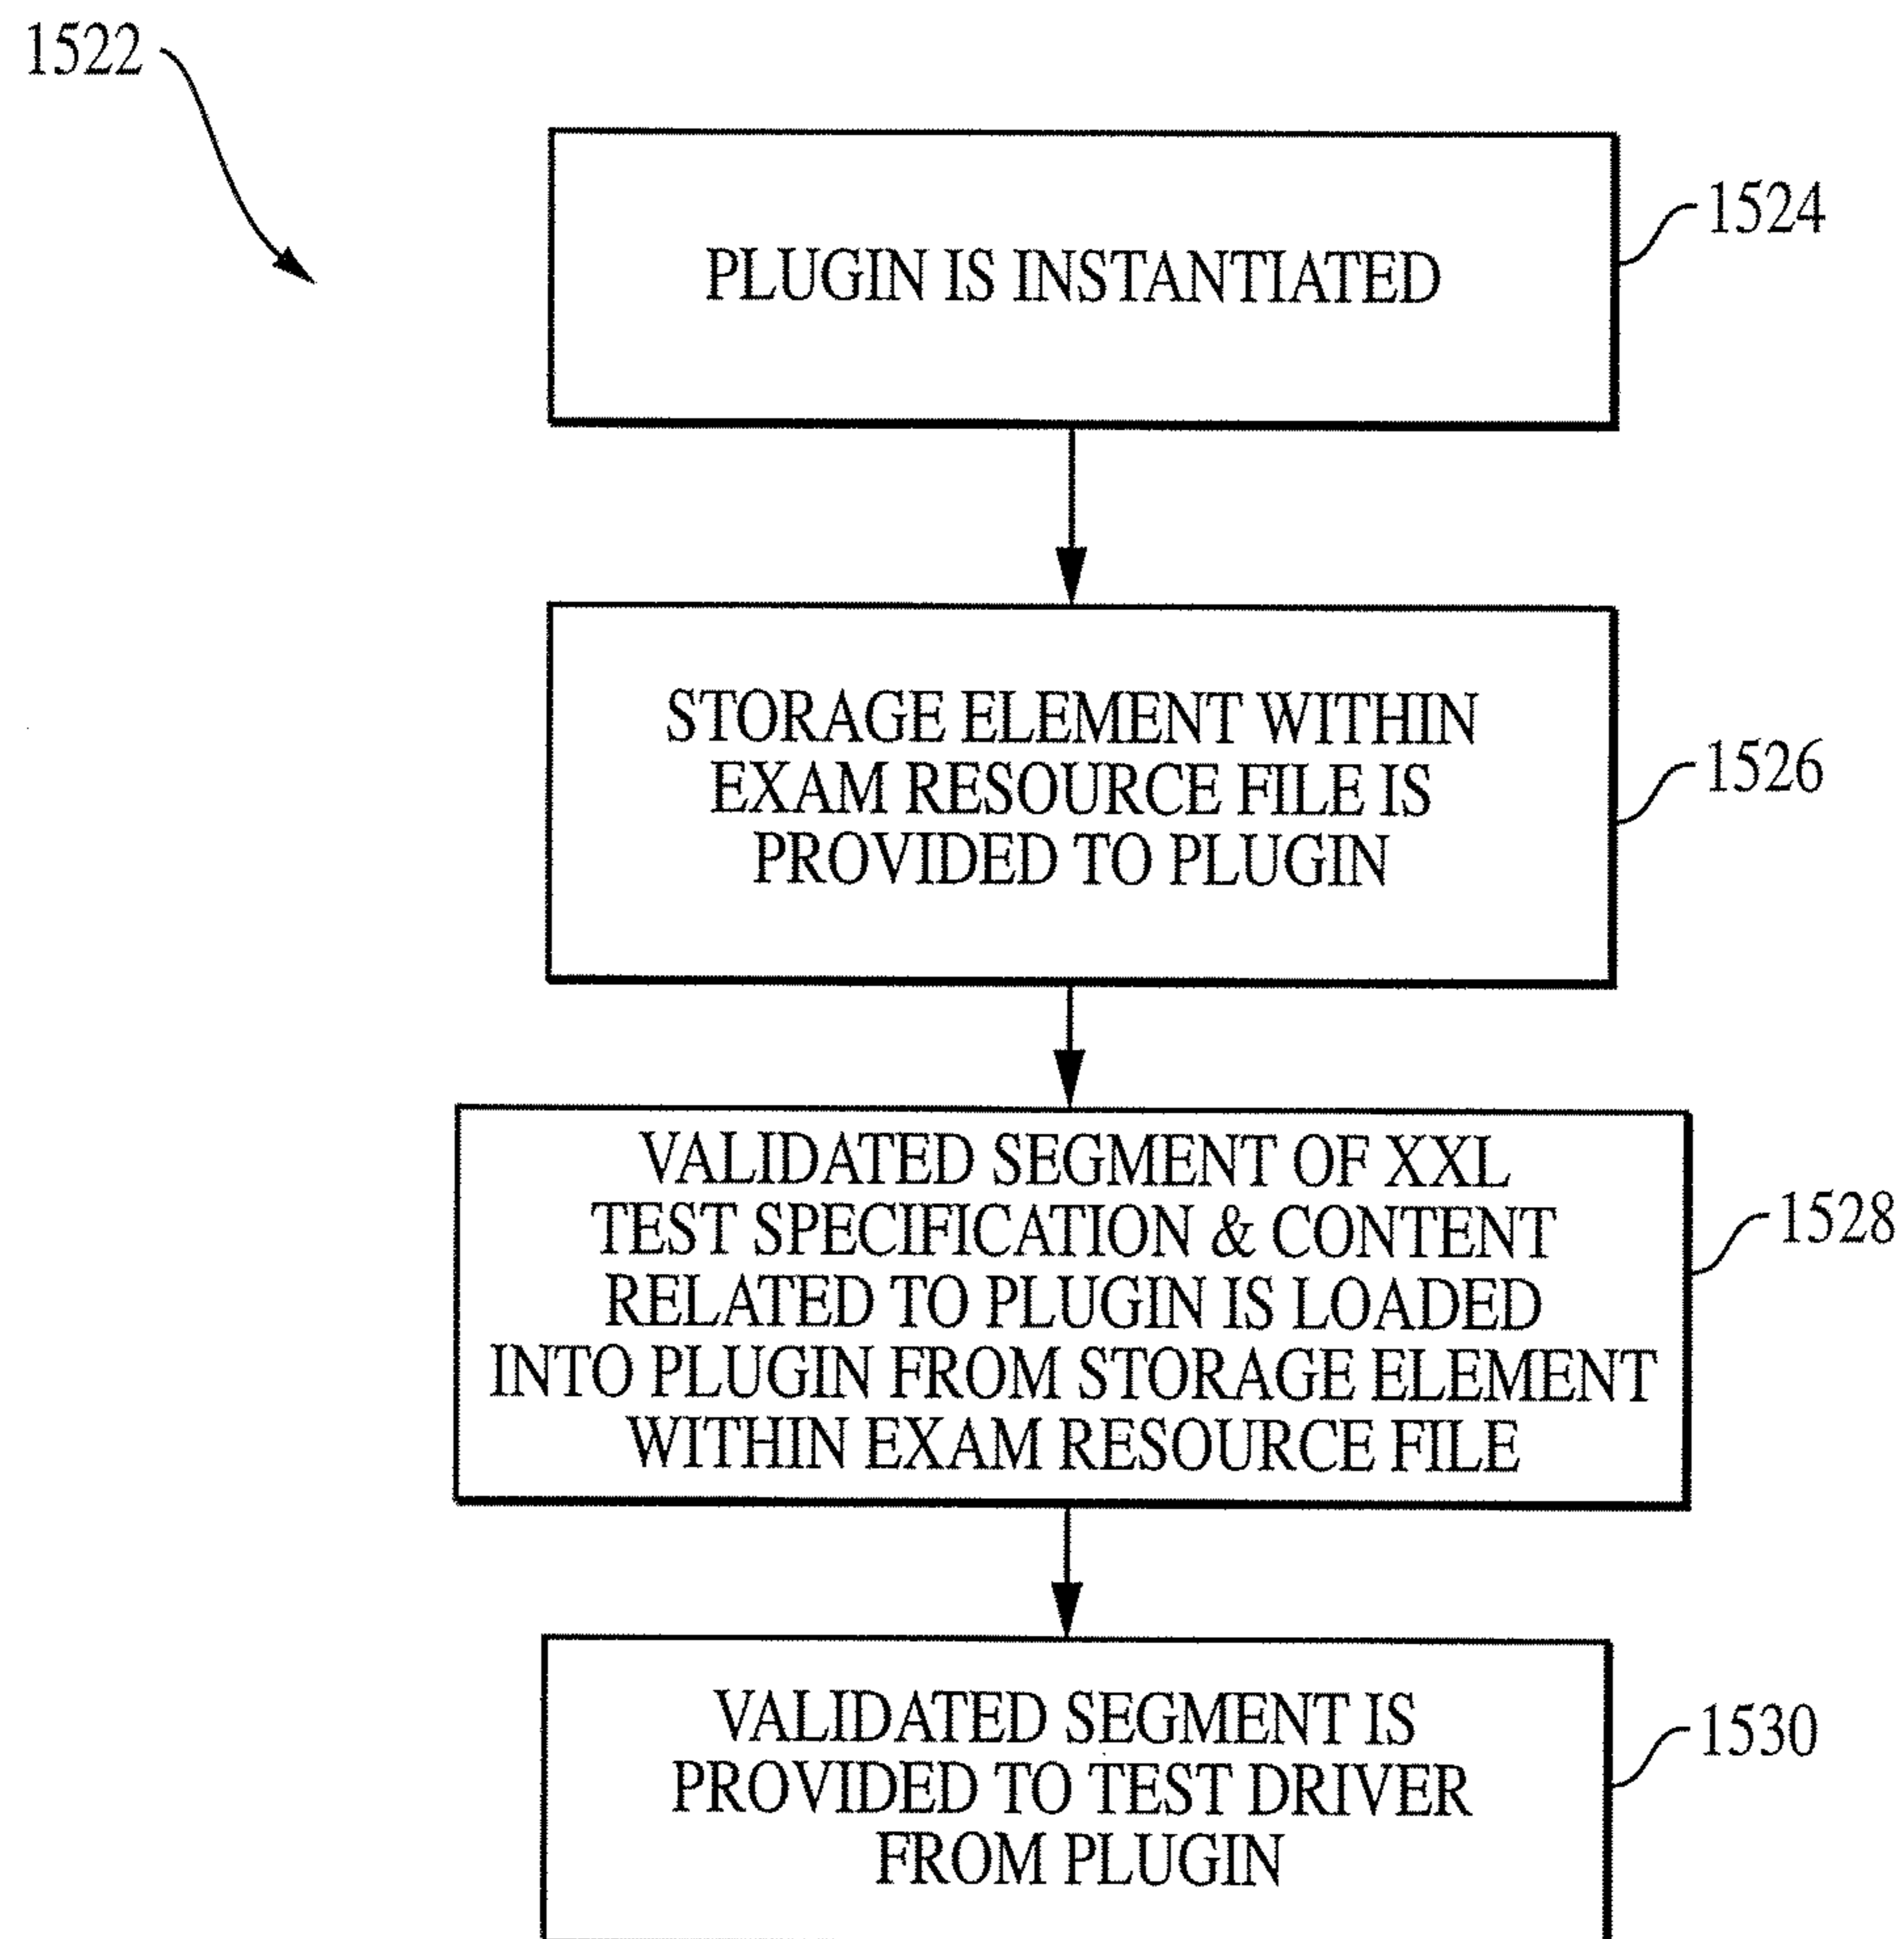 1522
PLUGIN IS INSTANTIATED
1524
STORAGE ELEMENT WITHIN
EXAM RESOURCE FILE IS
PROVIDED TO PLUGIN
1526
VALIDATED SEGMENT OF XXL
TEST SPECIFICATION & CONTENT
RELATED TO PLUGIN IS LOADED
INTO PLUGIN FROM STORAGE ELEMENT
WITHIN EXAM RESOURCE FILE
1528
VALIDATED SEGMENT IS
PROVIDED TO TEST DRIVER
FROM PLUGIN
1530